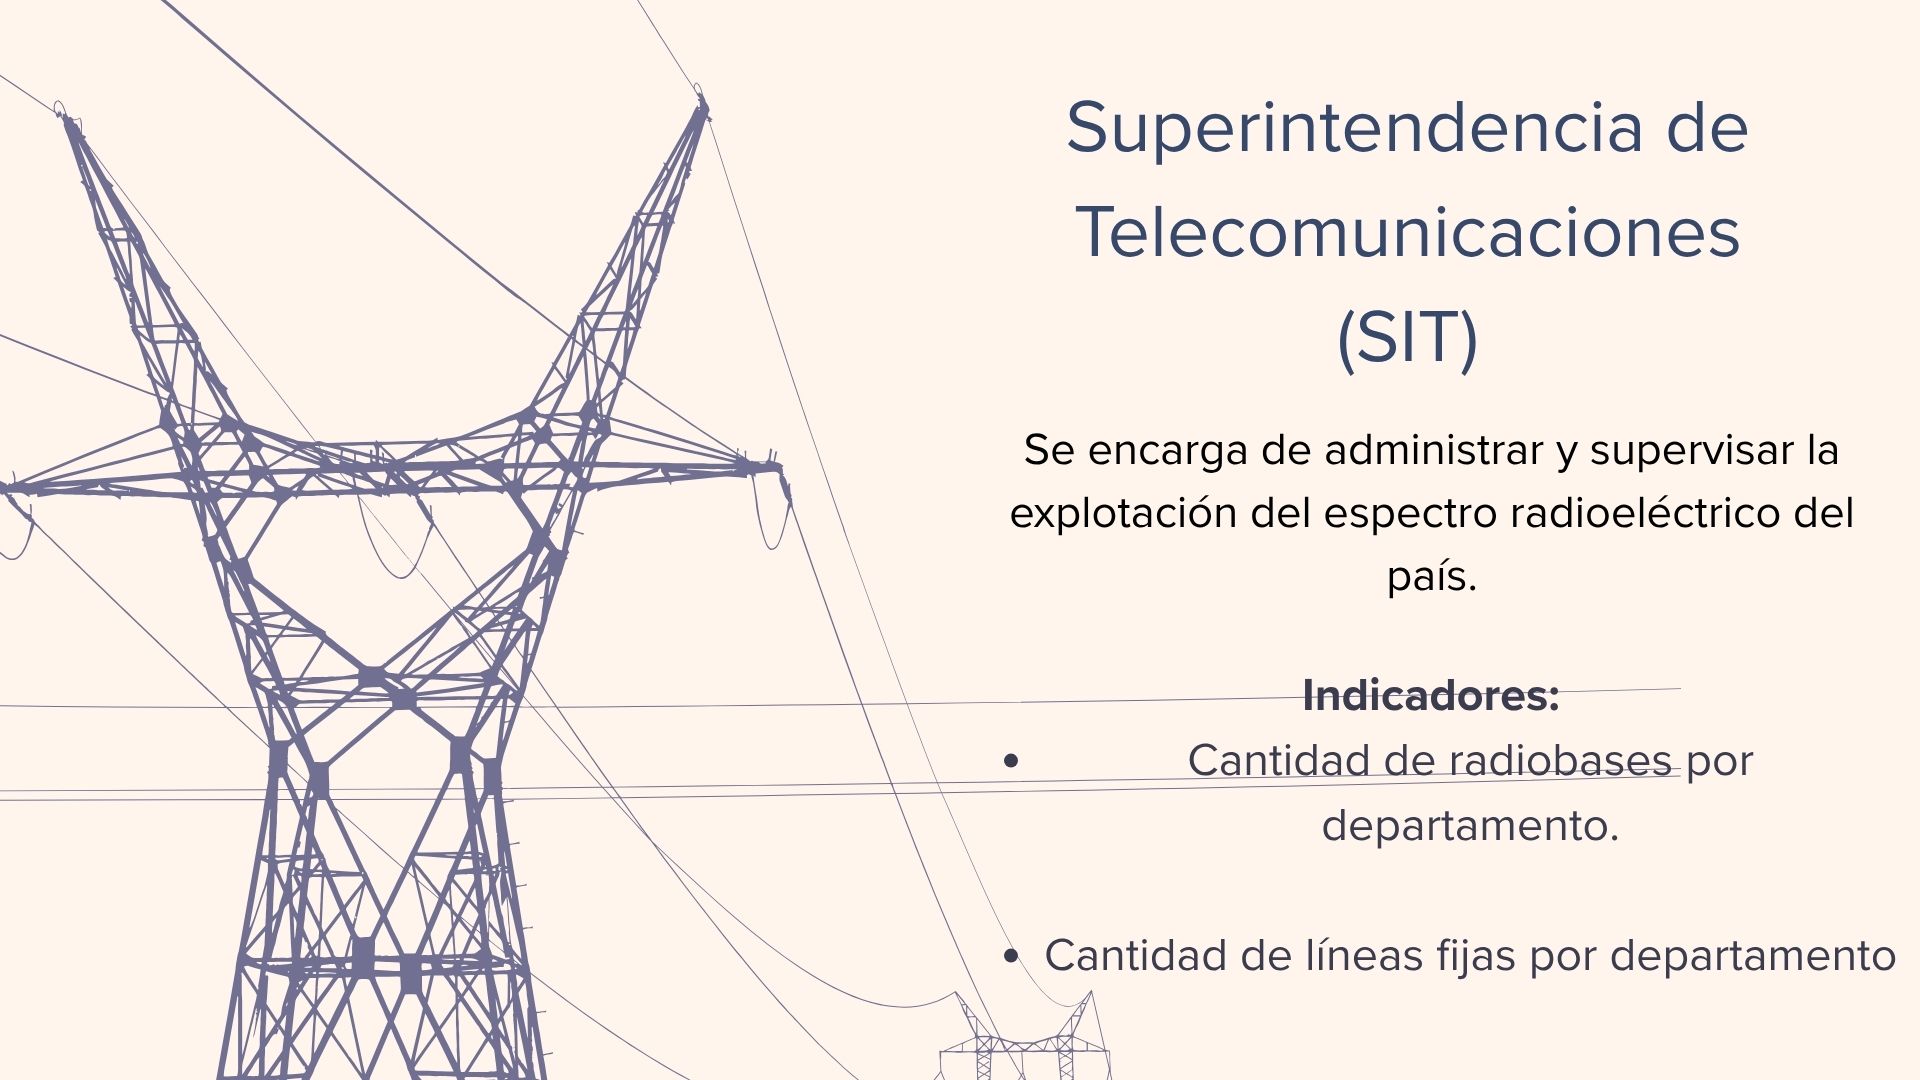 Superintendencia de
Telecomunicaciones
(SIT)
Se encarga de administrar y supervisar la
explotación del espectro radioeléctrico del
país.
Indicadores:
• Cantidad de radiobases por
departamento.
• Cantidad de líneas fijas por departamento